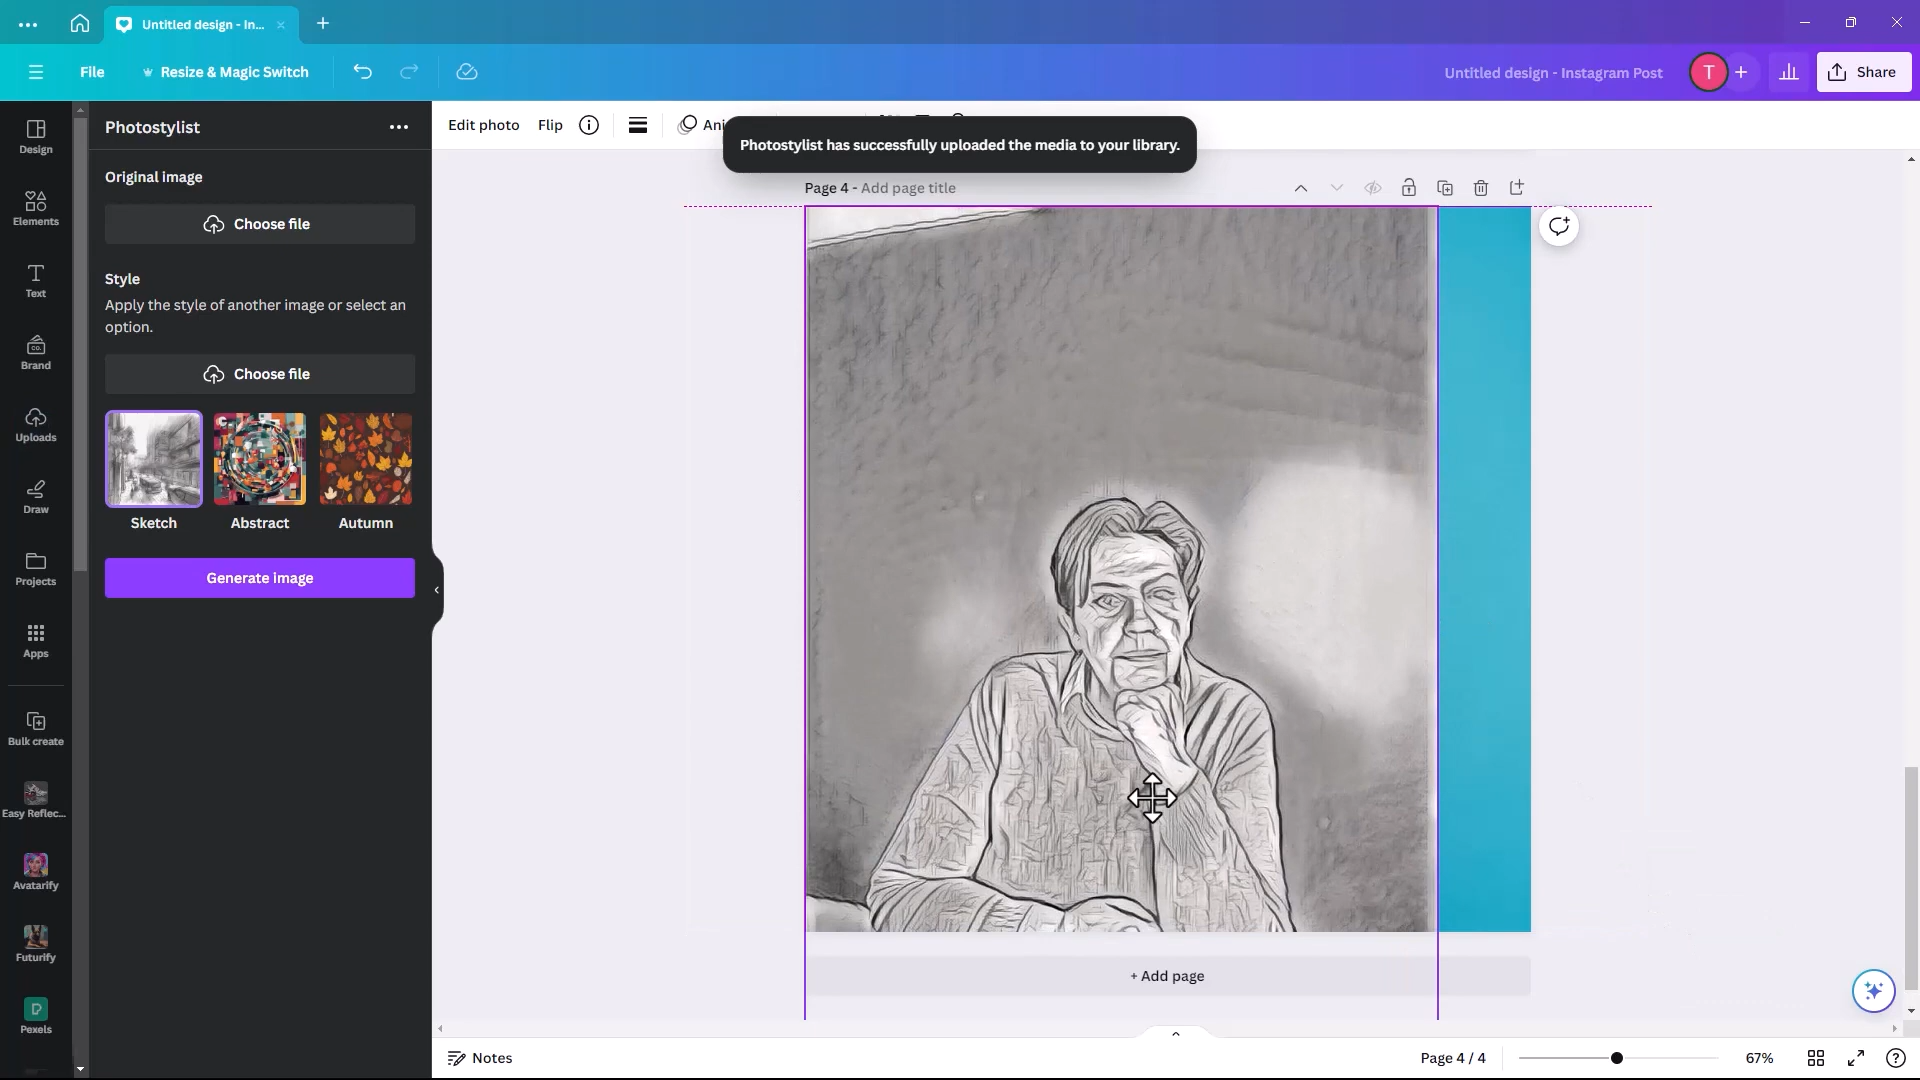 Untitled design - In...
File
Resize & Magic Switch
Untitled design - Instagram Post
T
Share
Design
Elements
Text
Brand
Uploads
Draw
Projects
Apps
Bulk create
Easy Reflec...
Avatarify
Futurify
Pexels
Photostylist
Original image
Choose file
Style
Apply the style of another image or select an
option.
Choose file
Sketch
Abstract
Autumn
Generate image
Edit photo
Flip
Ani
Photostylist has successfully uploaded the media to your library.
Page 4 - Add page title
+ Add page
Notes
Page 4 / 4
67%